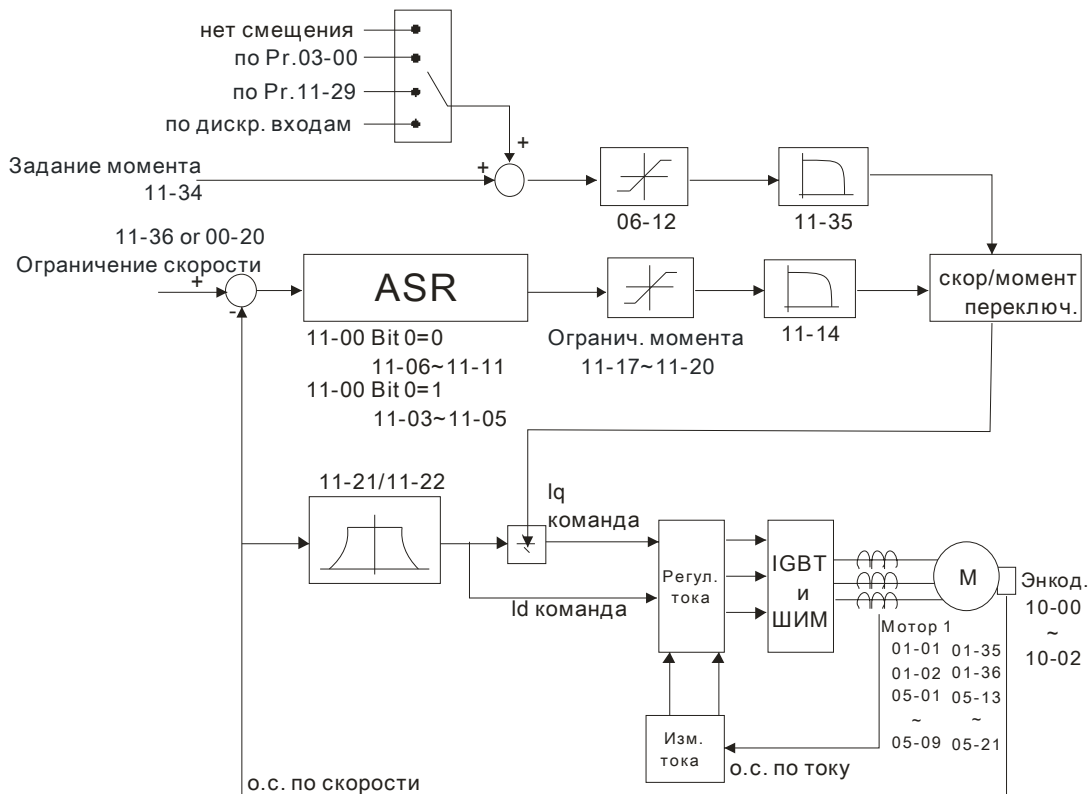 нет смещения
по Pr.03-00
по Pr.11-29
по дискр. входам
+
+
Задание момента
11-34
06-12
11-35
11-36 or 00-20
Ограничение скорости
+
-
ASR
скор/момент
переключ.
11-00 Bit 0=0
11-06~11-11
11-00 Bit 0=1
11-03~11-05
Огранич. момента
11-17~11-20
11-14
11-21/11-22
Iq
команда
Id команда
Регул.
тока
IGBT
и
ШИМ
M
Энкод.
10-00
~
10-02
Мотор 1
01-01 01-35
01-02 01-36
05-01 05-13
~ ~
05-09 05-21
Изм.
тока
о.с. по току
о.с. по скорости